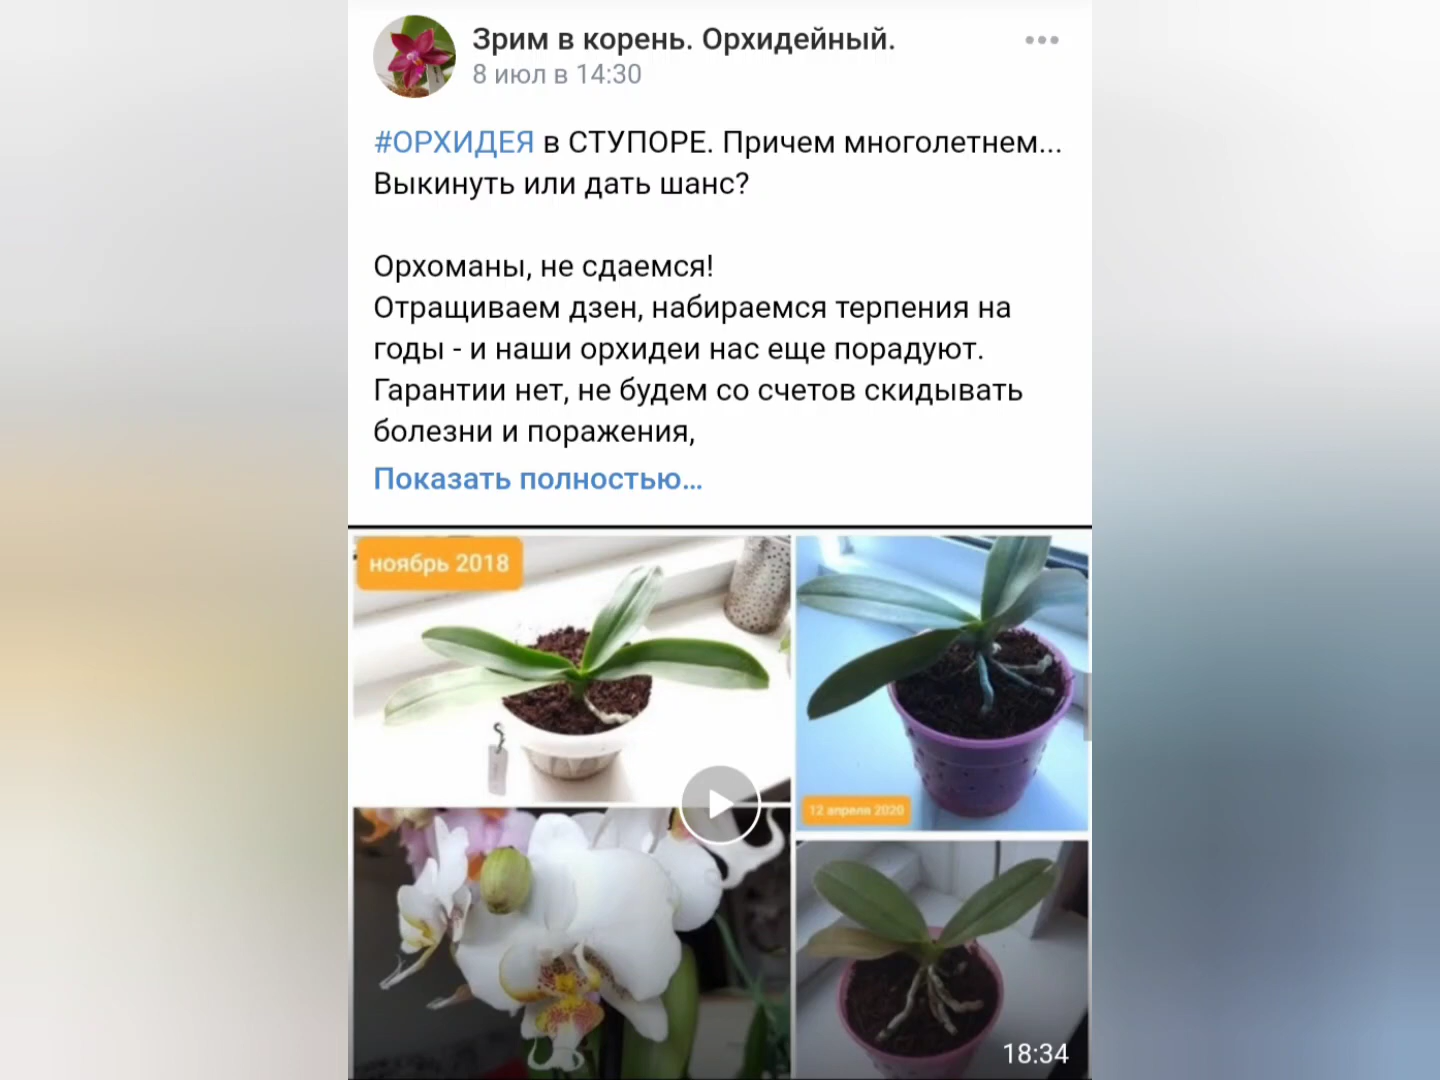 Зрим в корень. Орхидейный.
8 июл в 14:30
#ОРХИДЕЯ в СТУПОРЕ. Причем многолетнем...
Выкинуть или дать шанс?
Орхоманы, не сдаемся!
Отращиваем дзен, набираемся терпения на
годы - и наши орхидеи нас еще порадуют.
Гарантии нет, не будем со счетов скидывать
болезни и поражения,
Показать полностью...
ноябрь 2018
12 апреля 2020
18:34